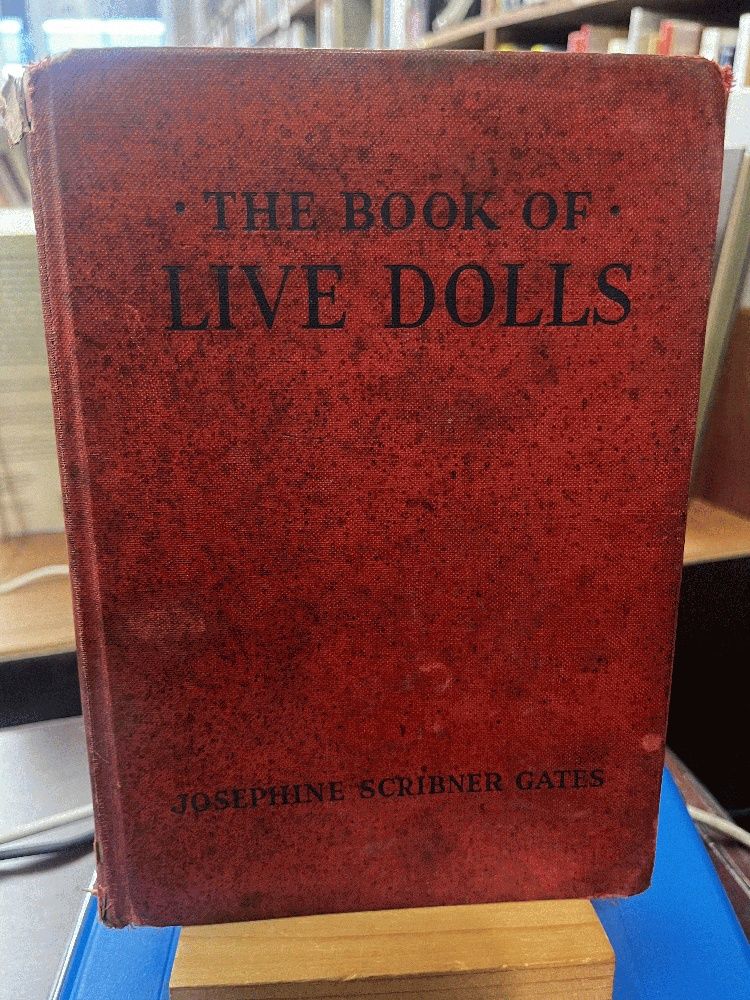 · THE BOOK OF ·
LIVE DOLLS
JOSEPHINE SCRIBNER GATES